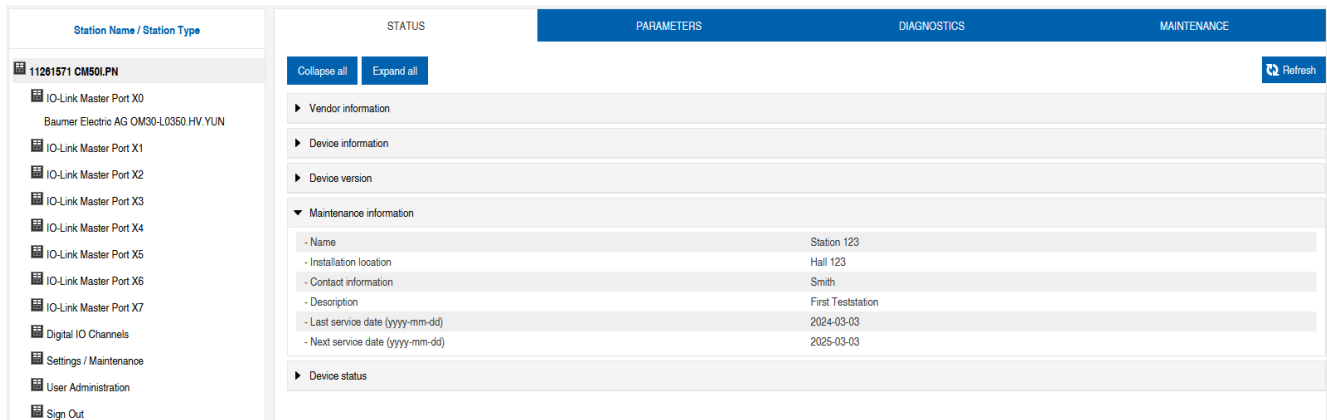 Station Name / Station Type
11261571 CM50I.PN
IO-Link Master Port X0
Baumer Electric AG OM30-L0350.HV.YUN
IO-Link Master Port X1
IO-Link Master Port X2
IO-Link Master Port X3
IO-Link Master Port X4
IO-Link Master Port X5
IO-Link Master Port X6
IO-Link Master Port X7
Digital IO Channels
Settings / Maintenance
User Administration
Sign Out
STATUS PARAMETERS DIAGNOSTICS MAINTENANCE
Collapse all Expand all Refresh
Vendor information
Device information
Device version
Maintenance information
- Name Station 123
- Installation location Hall 123
- Contact information Smith
- Description First Teststation
- Last service date (yyyy-mm-dd) 2024-03-03
- Next service date (yyyy-mm-dd) 2025-03-03
Device status